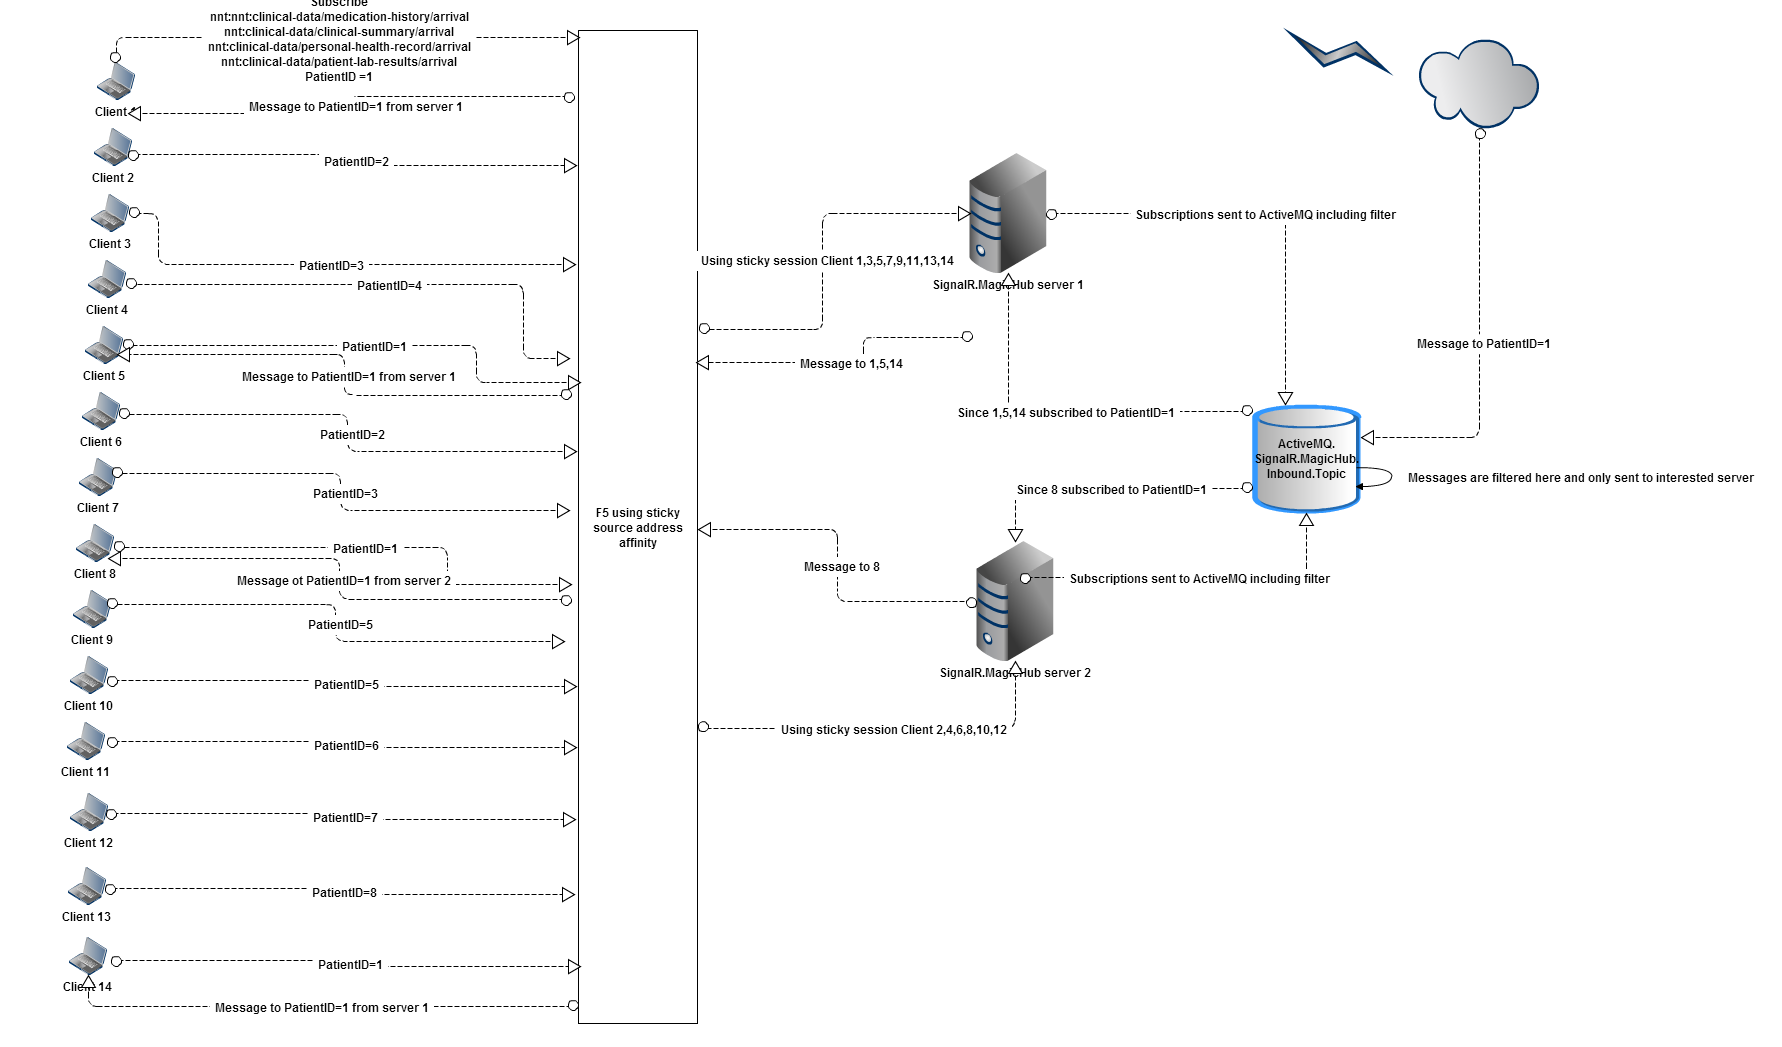 Subscribe
nnt:nnt:clinical-data/medication-history/arrival
nnt:clinical-data/clinical-summary/arrival
nnt:clinical-data/personal-health-record/arrival
nnt:clinical-data/patient-lab-results/arrival
PatientID =1
Client
Message to PatientID=1 from server 1
Client 2
PatientID=2
Client 3
PatientID=3
Client 4
PatientID=4
Client 5
PatientID=1
Message to PatientID=1 from server 1
Client 6
PatientID=2
Client 7
PatientID=3
Client 8
PatientID=1
Message ot PatientID=1 from server 2
Client 9
PatientID=5
Client 10
PatientID=5
Client 11
PatientID=6
Client 12
PatientID=7
Client 13
PatientID=8
Client 14
PatientID=1
Message to PatientID=1 from server 1
F5 using sticky
source address
affinity
Using sticky session Client 1,3,5,7,9,11,13,14
SignalR.MagicHub server 1
Subscriptions sent to ActiveMQ including filter
Message to 1,5,14
Since 1,5,14 subscribed to PatientID=1
Message to PatientID=1
ActiveMQ.
SignalR.MagicHub.
Inbound.Topic
Messages are filtered here and only sent to interested server
Since 8 subscribed to PatientID=1
Message to 8
Subscriptions sent to ActiveMQ including filter
SignalR.MagicHub server 2
Using sticky session Client 2,4,6,8,10,12